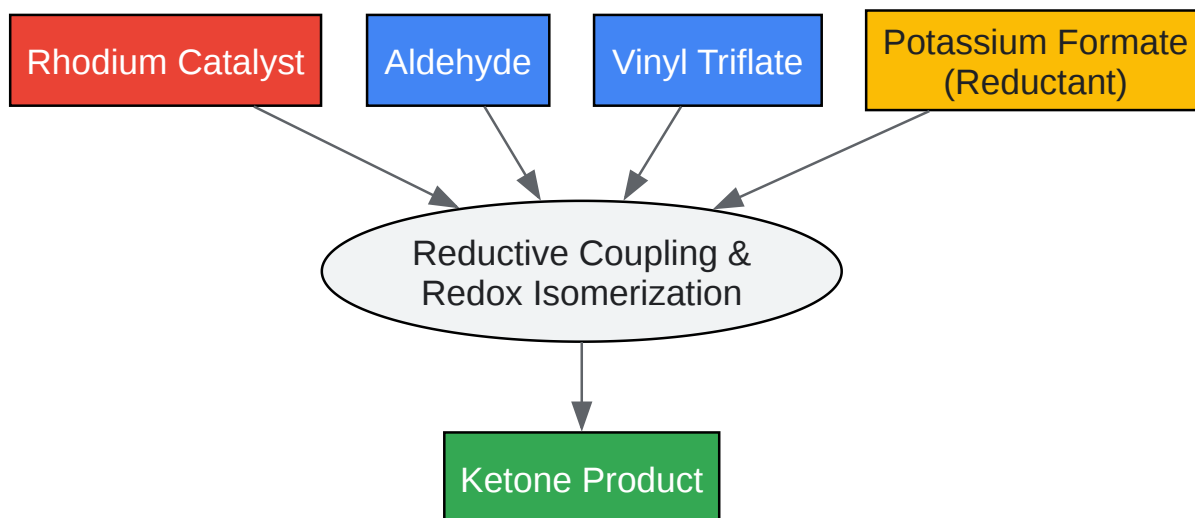 Rhodium Catalyst
Aldehyde
Vinyl Triflate
Potassium Formate
(Reductant)
Reductive Coupling &
Redox Isomerization
Ketone Product